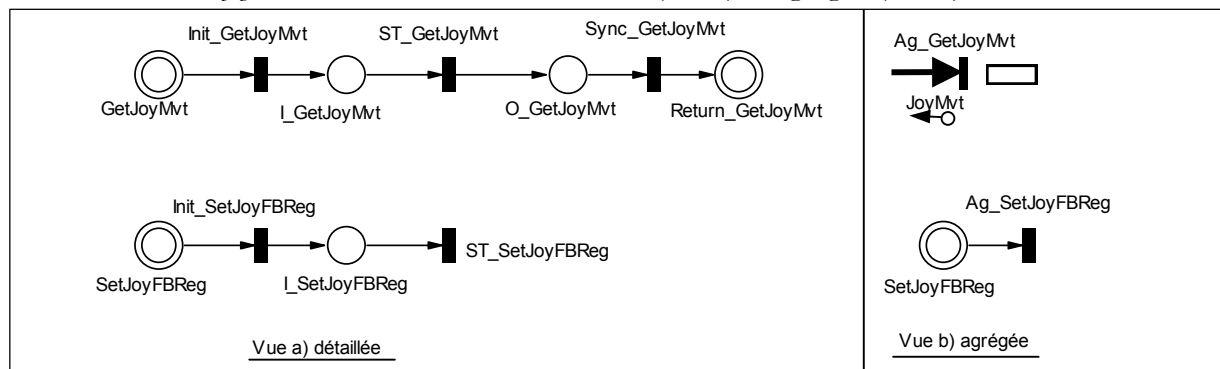 Init_GetJoyMvt
ST_GetJoyMvt
Sync_GetJoyMvt
GetJoyMvt
I_GetJoyMvt
O_GetJoyMvt
Return_GetJoyMvt
Init_SetJoyFBReg
SetJoyFBReg
I_SetJoyFBReg
ST_SetJoyFBReg
Vue a) détaillée
Ag_GetJoyMvt
JoyMvt
Ag_SetJoyFBReg
SetJoyFBReg
Vue b) agrégée